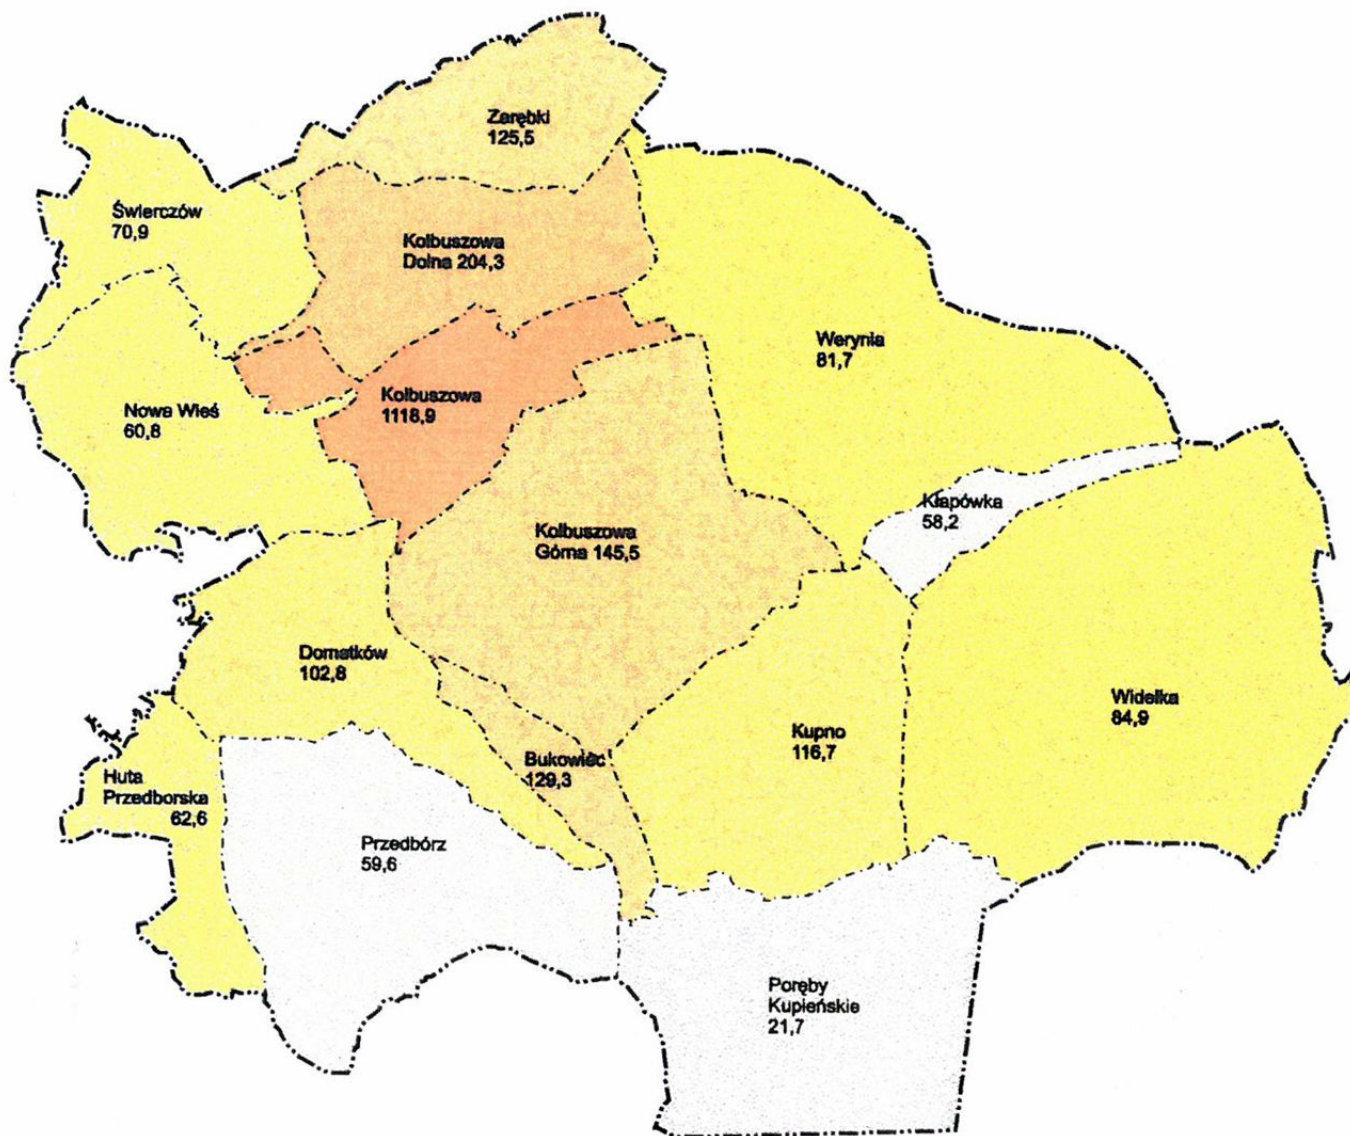 Zarębki
125,5
Świerczów
70,9
Kolbuszowa
Dolna 204,3
Werynia
81,7
Nowa Wieś
60,8
Kolbuszowa
1118,9
Kłapówka
58,2
Kolbuszowa
Górna 145,5
Domatków
102,8
Widelka
84,9
Kupno
116,7
Bukowiec
129,3
Huta
Przedborska
62,6
Przedbórz
59,6
Poręby
Kupieńskie
21,7